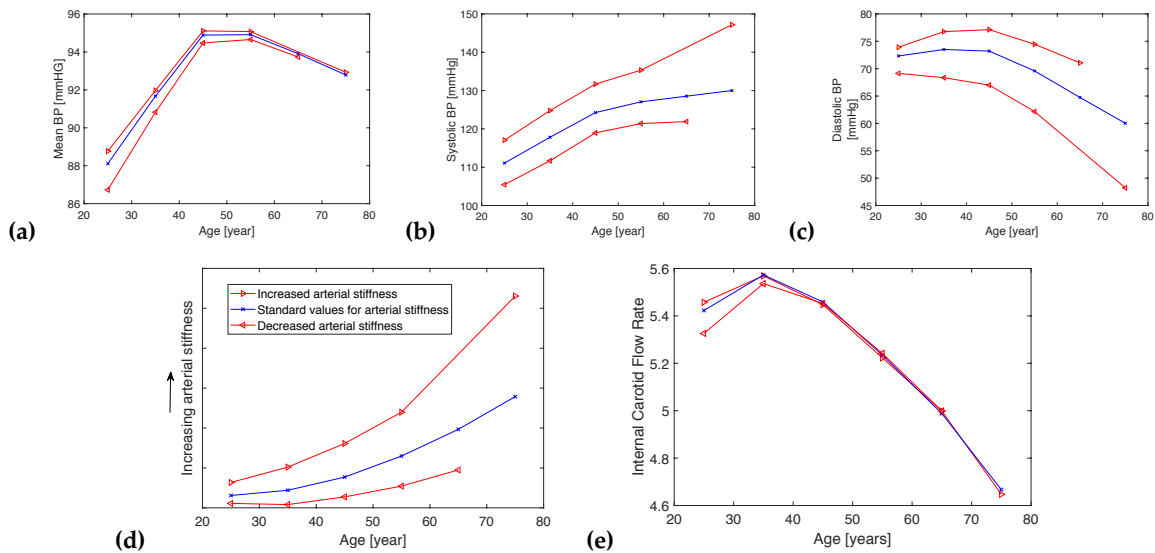 96
94
92
90
88
86
Mean BP [mmHG]
20 30 40 50 60 70 80
Age [year]
(a)
150
140
130
120
110
100
Systolic BP [mmHg]
20 30 40 50 60 70 80
Age [year]
(b)
85
80
75
70
65
60
55
50
45
Diastolic BP
[mmHg]
20 30 40 50 60 70 80
Age [year]
(c)
Increasing arterial stiffness
Increased arterial stiffness
Standard values for arterial stiffness
Decreased arterial stiffness
20 30 40 50 60 70 80
Age [year]
(d)
5.6
5.4
5.2
5
4.8
4.6
Internal Carotid Flow Rate
20 30 40 50 60 70 80
Age [years]
(e)